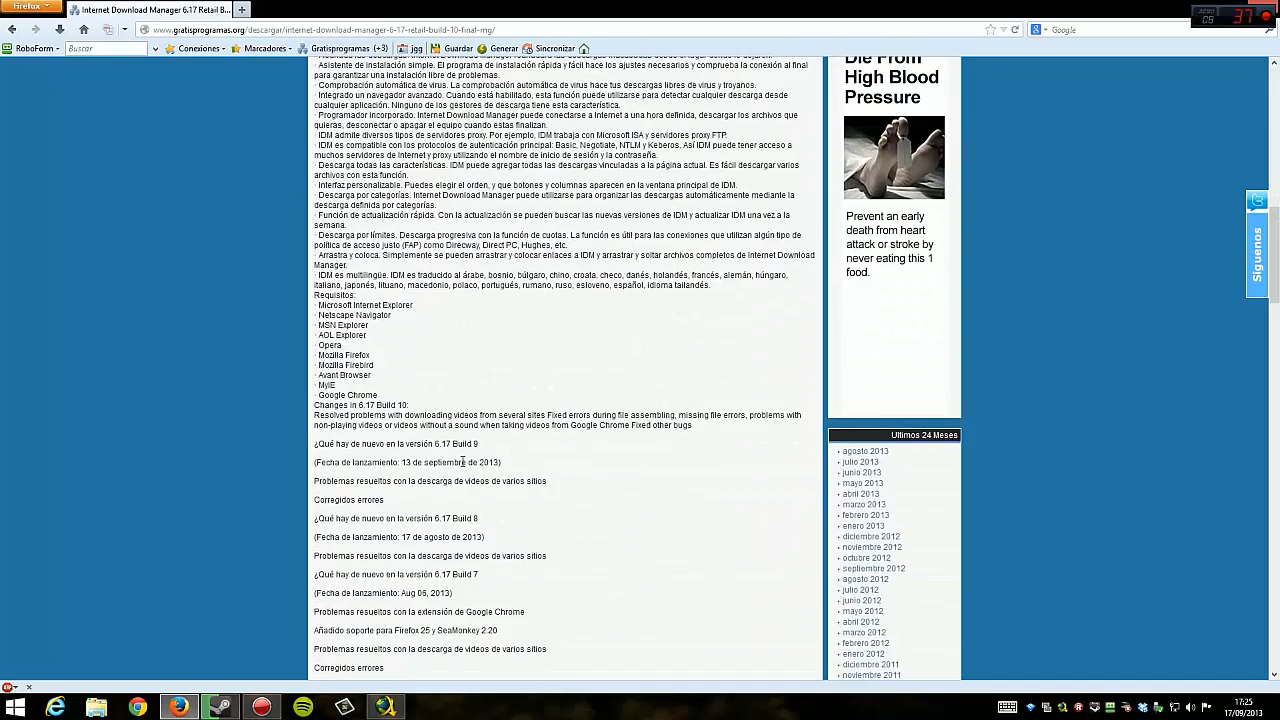 Firefox
Internet Download Manager 6.17 Retail B...
AERO
08
37
www.gratisprogramas.org/descargar/internet-download-manager-6-17-retail-build-10-final-mg/
Google
RoboForm
Buscar
Conexiones
Marcadores
Gratisprogramas (+3)
jgg
Guardar
Generar
Sincronizar
· Asistente de instalación simple. El programa de instalación rápida y fácil hace los ajustes necesarios y comprueba la conexión al final
para garantizar una instalación libre de problemas.
· Comprobación automática de virus. La comprobación automática de virus hace tus descargas libres de virus y troyanos.
· Integrado un navegador avanzado. Cuando está habilitado, esta función puede utilizarse para detectar cualquier descarga desde
cualquier aplicación. Ninguno de los gestores de descarga tiene esta característica.
· Programador incorporado. Internet Download Manager puede conectarse a Internet a una hora definida, descargar los archivos que
quieras, desconectar o apagar el equipo cuando estas finalizan.
· IDM admite diversos tipos de servidores proxy. Por ejemplo, IDM trabaja con Microsoft ISA y servidores proxy FTP.
· IDM es compatible con los protocolos de autenticación principal: Basic, Negotiate, NTLM y Keberos. Así IDM puede tener acceso a
muchos servidores de Internet y proxy utilizando el nombre de inicio de sesión y la contraseña.
· Descarga todas las características. IDM puede agregar todas las descargas vinculadas a la página actual. Es fácil descargar varios
archivos con esta función.
· Interfaz personalizable. Puedes elegir el orden, y que botones y columnas aparecen en la ventana principal de IDM.
· Descarga por categorías. Internet Download Manager puede utilizarse para organizar las descargas automáticamente mediante la
descarga definida por categorías.
· Función de actualización rápida. Con la actualización se pueden buscar las nuevas versiones de IDM y actualizar IDM una vez a la
semana.
· Descarga por límites. Descarga progresiva con la función de cuotas. La función es útil para las conexiones que utilizan algún tipo de
política de acceso justo (FAP) como Direcway, Direct PC, Hughes, etc.
· Arrastra y coloca. Simplemente se pueden arrastrar y colocar enlaces a IDM y arrastrar y soltar archivos completos de Internet Download
Manager.
· IDM es multilingüe. IDM es traducido al árabe, bosnio, búlgaro, chino, croata, checo, danés, holandés, francés, alemán, húngaro,
italiano, japonés, lituano, macedonio, polaco, portugués, rumano, ruso, esloveno, español, idioma tailandés.
Requisitos:
· Microsoft Internet Explorer
· Netscape Navigator
· MSN Explorer
· AOL Explorer
· Opera
· Mozilla Firefox
· Mozilla Firebird
· Avant Browser
· MyIE
· Google Chrome
Changes in 6.17 Build 10:
Resolved problems with downloading videos from several sites Fixed errors during file assembling, missing file errors, problems with
non-playing videos or videos without a sound when taking videos from Google Chrome Fixed other bugs
¿Qué hay de nuevo en la versión 6.17 Build 9
(Fecha de lanzamiento: 13 de septiembre de 2013)
Problemas resueltos con la descarga de videos de varios sitios
Corregidos errores
¿Qué hay de nuevo en la versión 6.17 Build 8
(Fecha de lanzamiento: 17 de agosto de 2013)
Problemas resueltos con la descarga de videos de varios sitios
¿Qué hay de nuevo en la versión 6.17 Build 7
(Fecha de lanzamiento: Aug 06, 2013)
Problemas resueltos con la extensión de Google Chrome
Añadido soporte para Firefox 25 y SeaMonkey 2.20
Problemas resueltos con la descarga de videos de varios sitios
Corregidos errores
Die From
High Blood
Pressure
Prevent an early
death from heart
attack or stroke by
never eating this 1
food.
Siguenos
Ultimos 24 Meses
agosto 2013
julio 2013
junio 2013
mayo 2013
abril 2013
marzo 2013
febrero 2013
enero 2013
diciembre 2012
noviembre 2012
octubre 2012
septiembre 2012
agosto 2012
julio 2012
junio 2012
mayo 2012
abril 2012
marzo 2012
febrero 2012
enero 2012
diciembre 2011
noviembre 2011
17:25
17/09/2013